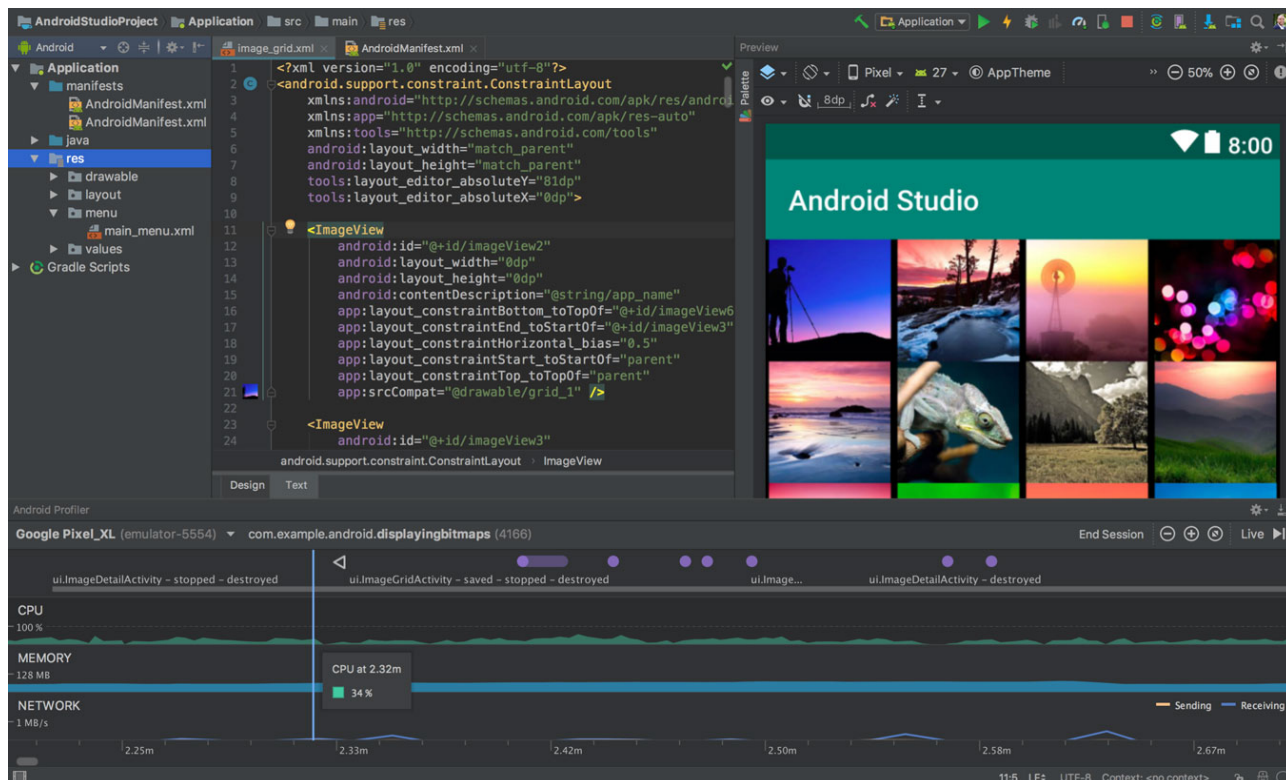 AndroidStudioProject Application src main res
Application
Android
image_grid.xml
AndroidManifest.xml
Preview
Application
manifests
AndroidManifest.xml
AndroidManifest.xml
java
res
drawable
layout
menu
main_menu.xml
values
Gradle Scripts
1 <?xml version="1.0" encoding="utf-8"?>
2 <android.support.constraint.ConstraintLayout
3 xmlns:android="http://schemas.android.com/apk/res/androi
4 xmlns:app="http://schemas.android.com/apk/res-auto"
5 xmlns:tools="http://schemas.android.com/tools"
6 android:layout_width="match_parent"
7 android:layout_height="match_parent"
8 tools:layout_editor_absoluteY="81dp"
9 tools:layout_editor_absoluteX="0dp">
10
11 <ImageView
12 android:id="@+id/imageView2"
13 android:layout_width="0dp"
14 android:layout_height="0dp"
15 android:contentDescription="@string/app_name"
16 app:layout_constraintBottom_toTopOf="@+id/imageView6
17 app:layout_constraintEnd_toStartOf="@+id/imageView3"
18 app:layout_constraintHorizontal_bias="0.5"
19 app:layout_constraintStart_toStartOf="parent"
20 app:layout_constraintTop_toTopOf="parent"
21 app:srcCompat="@drawable/grid_1" />
22
23 <ImageView
24 android:id="@+id/imageView3"
android.support.constraint.ConstraintLayout ImageView
Design Text
Palette
Pixel 27 AppTheme 50%
8dp
8:00
Android Studio
Android Profiler
Google Pixel_XL (emulator-5554) com.example.android.displayingbitmaps (4166) End Session Live
ui.ImageDetailActivity – stopped – destroyed ui.ImageGridActivity – saved – stopped – destroyed ui.Image... ui.ImageDetailActivity – destroyed
CPU
100 %
MEMORY
128 MB
CPU at 2.32m
34 %
NETWORK
1 MB/s
Sending Receiving
2.25m 2.33m 2.42m 2.50m 2.58m 2.67m
11:5 LF UTF-8 Context: <no context>